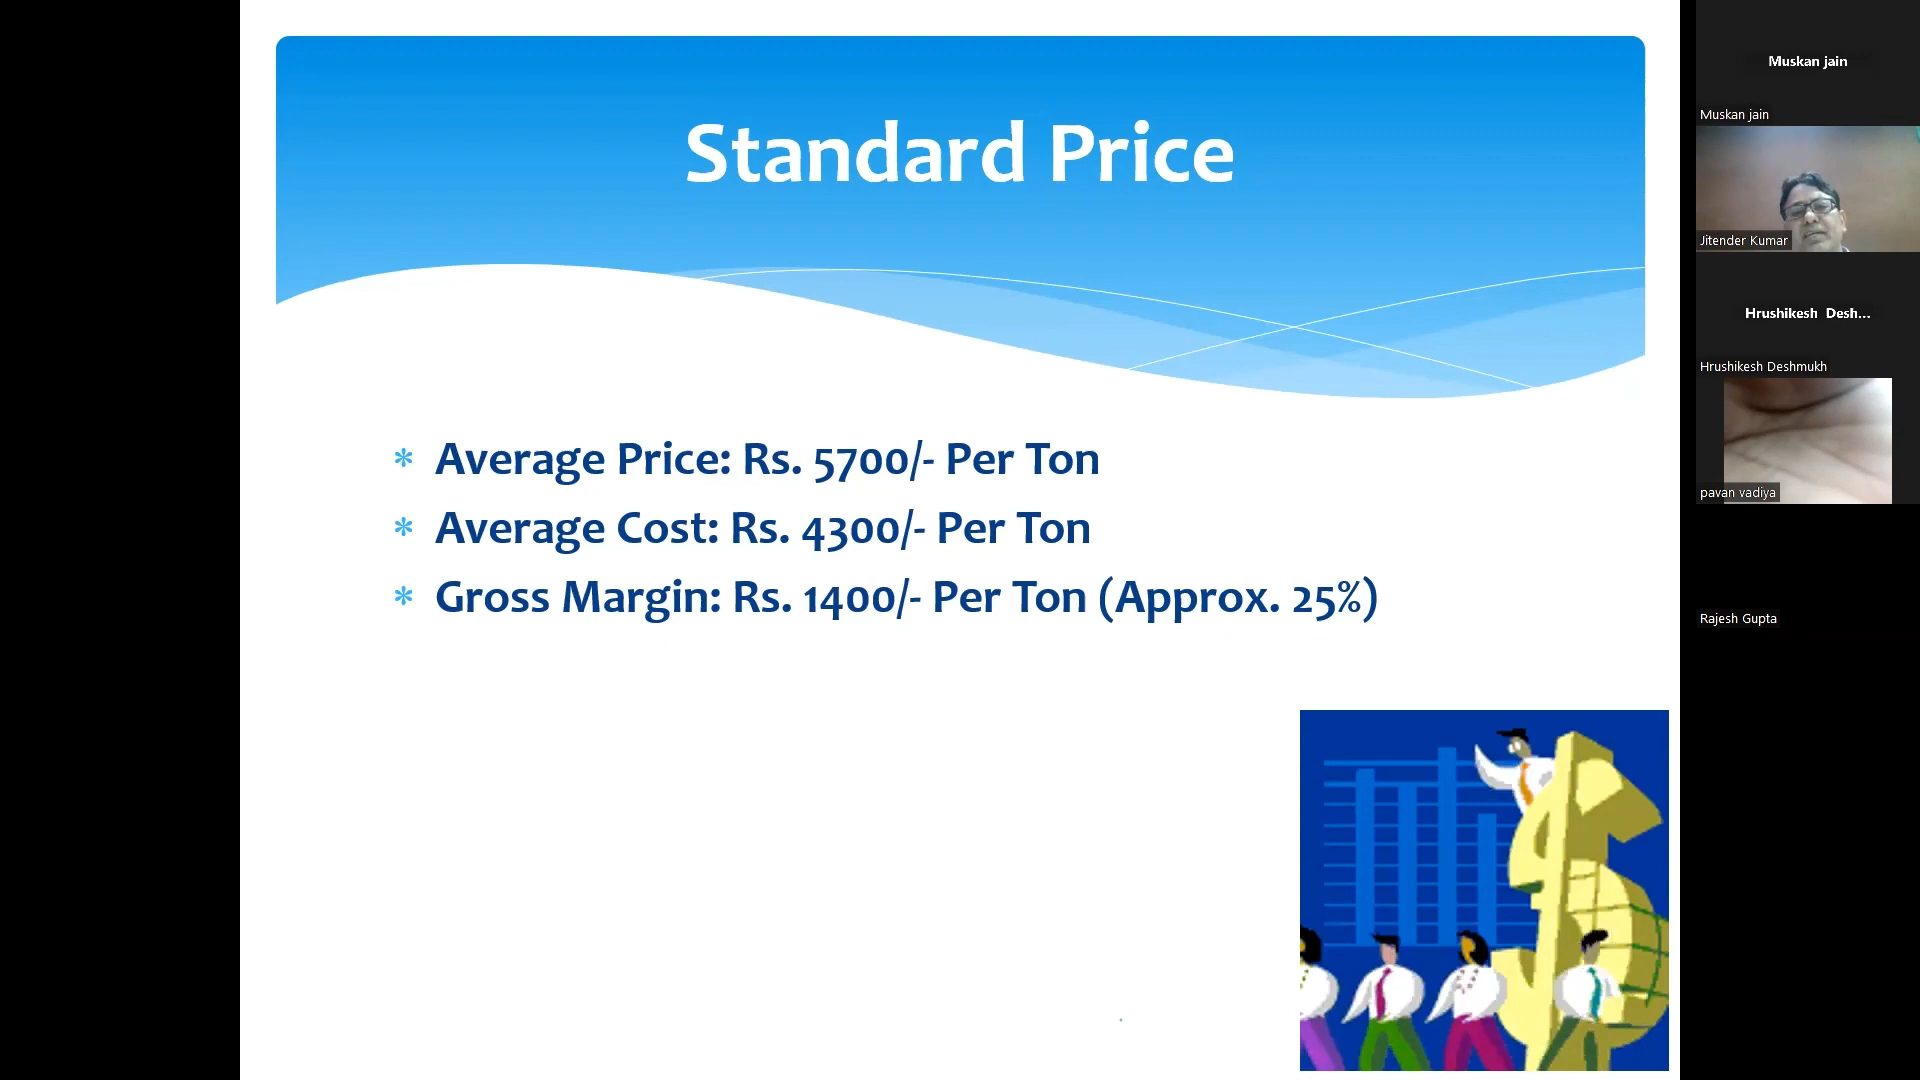 Standard Price
* Average Price: Rs. 5700/- Per Ton
* Average Cost: Rs. 4300/- Per Ton
* Gross Margin: Rs. 1400/- Per Ton (Approx. 25%)
Muskan jain
Muskan jain
Jitender Kumar
Hrushikesh Desh...
Hrushikesh Deshmukh
pavan vadiya
Rajesh Gupta